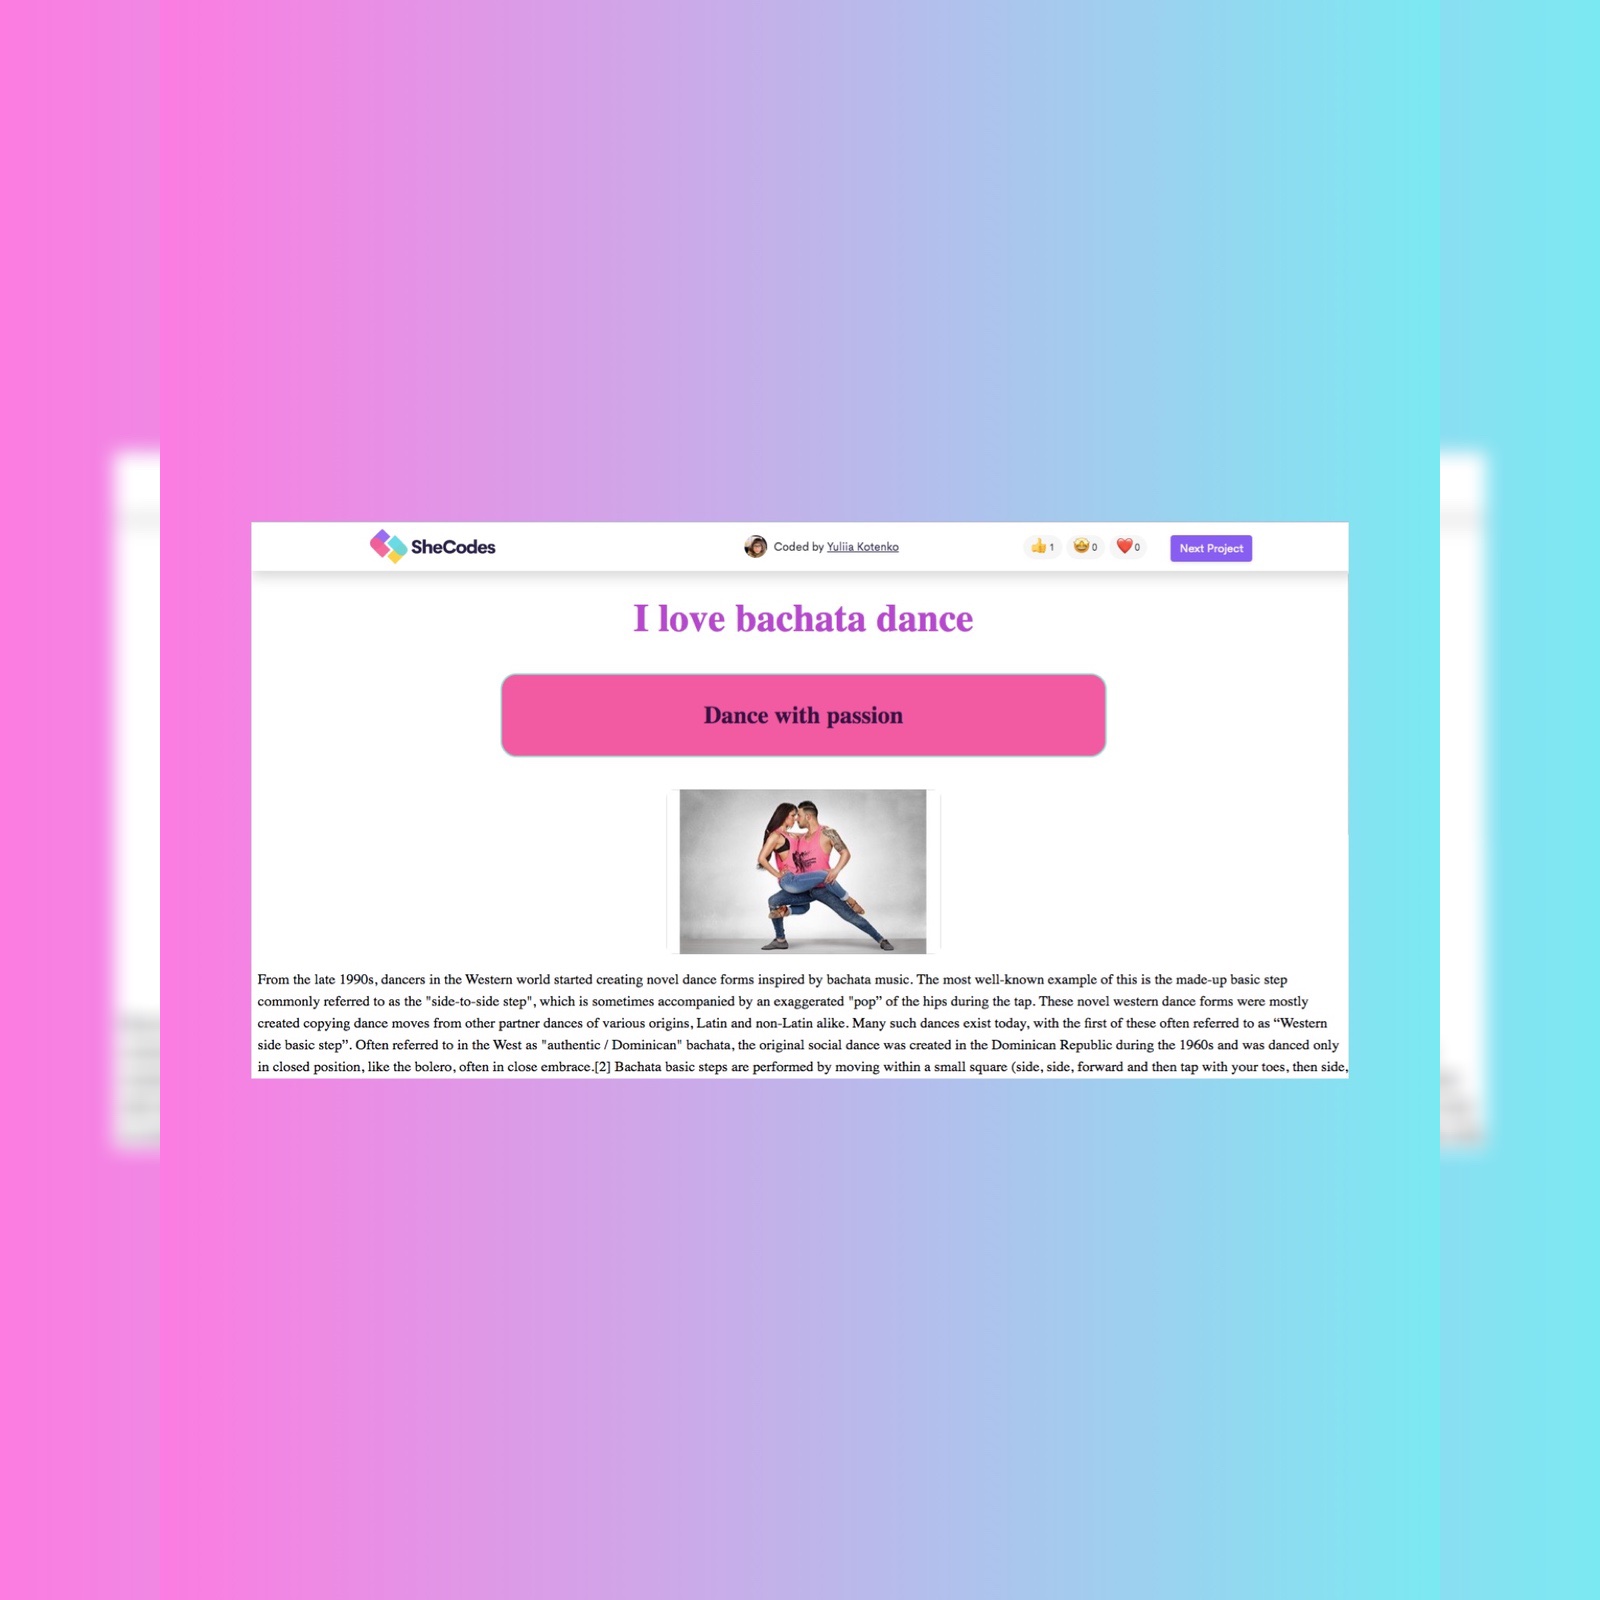 SheCodes
Coded by Yuliia Kotenko
👍 1 🤩 0 ❤️ 0
Next Project
I love bachata dance
Dance with passion
From the late 1990s, dancers in the Western world started creating novel dance forms inspired by bachata music. The most well-known example of this is the made-up basic step
commonly referred to as the "side-to-side step", which is sometimes accompanied by an exaggerated "pop” of the hips during the tap. These novel western dance forms were mostly
created copying dance moves from other partner dances of various origins, Latin and non-Latin alike. Many such dances exist today, with the first of these often referred to as “Western
side basic step”. Often referred to in the West as "authentic / Dominican" bachata, the original social dance was created in the Dominican Republic during the 1960s and was danced only
in closed position, like the bolero, often in close embrace.[2] Bachata basic steps are performed by moving within a small square (side, side, forward and then tap with your toes, then side,